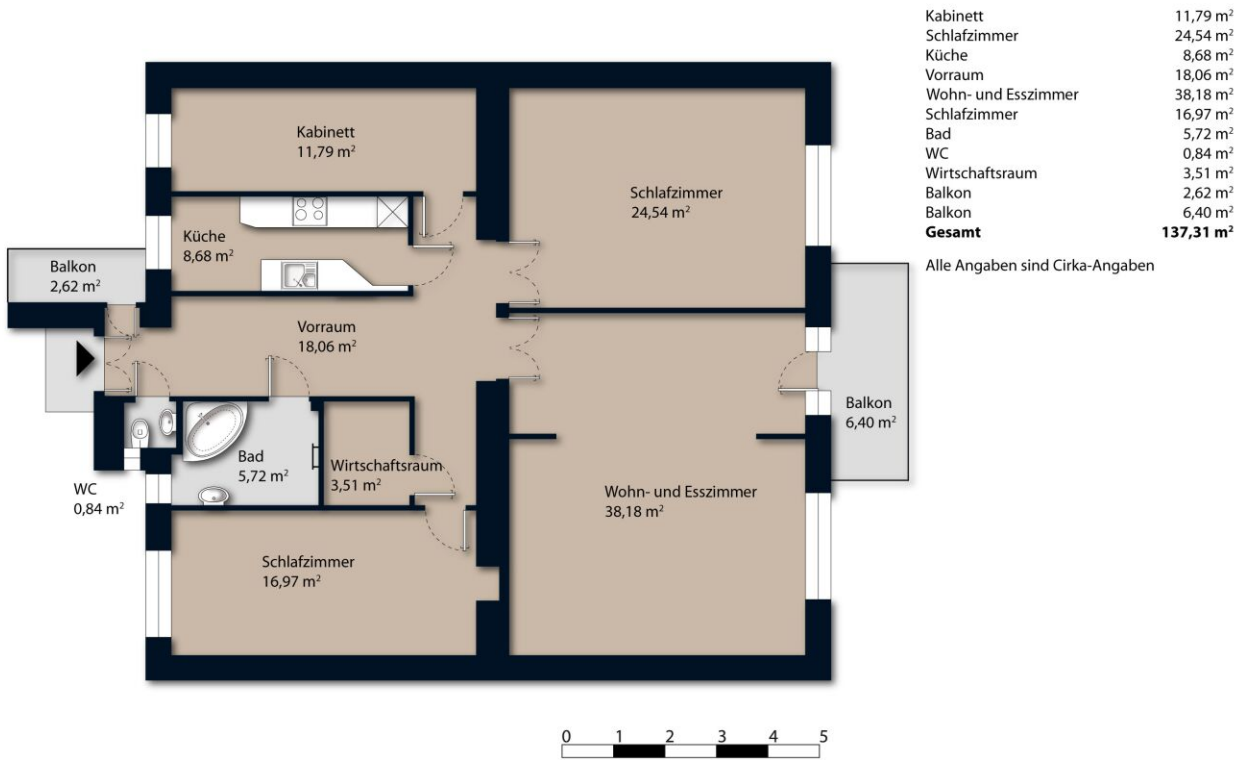 Kabinett 11,79 m²
Schlafzimmer 24,54 m²
Küche 8,68 m²
Vorraum 18,06 m²
Wohn- und Esszimmer 38,18 m²
Schlafzimmer 16,97 m²
Bad 5,72 m²
WC 0,84 m²
Wirtschaftsraum 3,51 m²
Balkon 2,62 m²
Balkon 6,40 m²
Gesamt 137,31 m²
Alle Angaben sind Cirka-Angaben
Kabinett
11,79 m²
Schlafzimmer
24,54 m²
Küche
8,68 m²
Balkon
2,62 m²
Vorraum
18,06 m²
Balkon
6,40 m²
Bad
5,72 m²
Wirtschaftsraum
3,51 m²
WC
0,84 m²
Wohn- und Esszimmer
38,18 m²
Schlafzimmer
16,97 m²
0 1 2 3 4 5